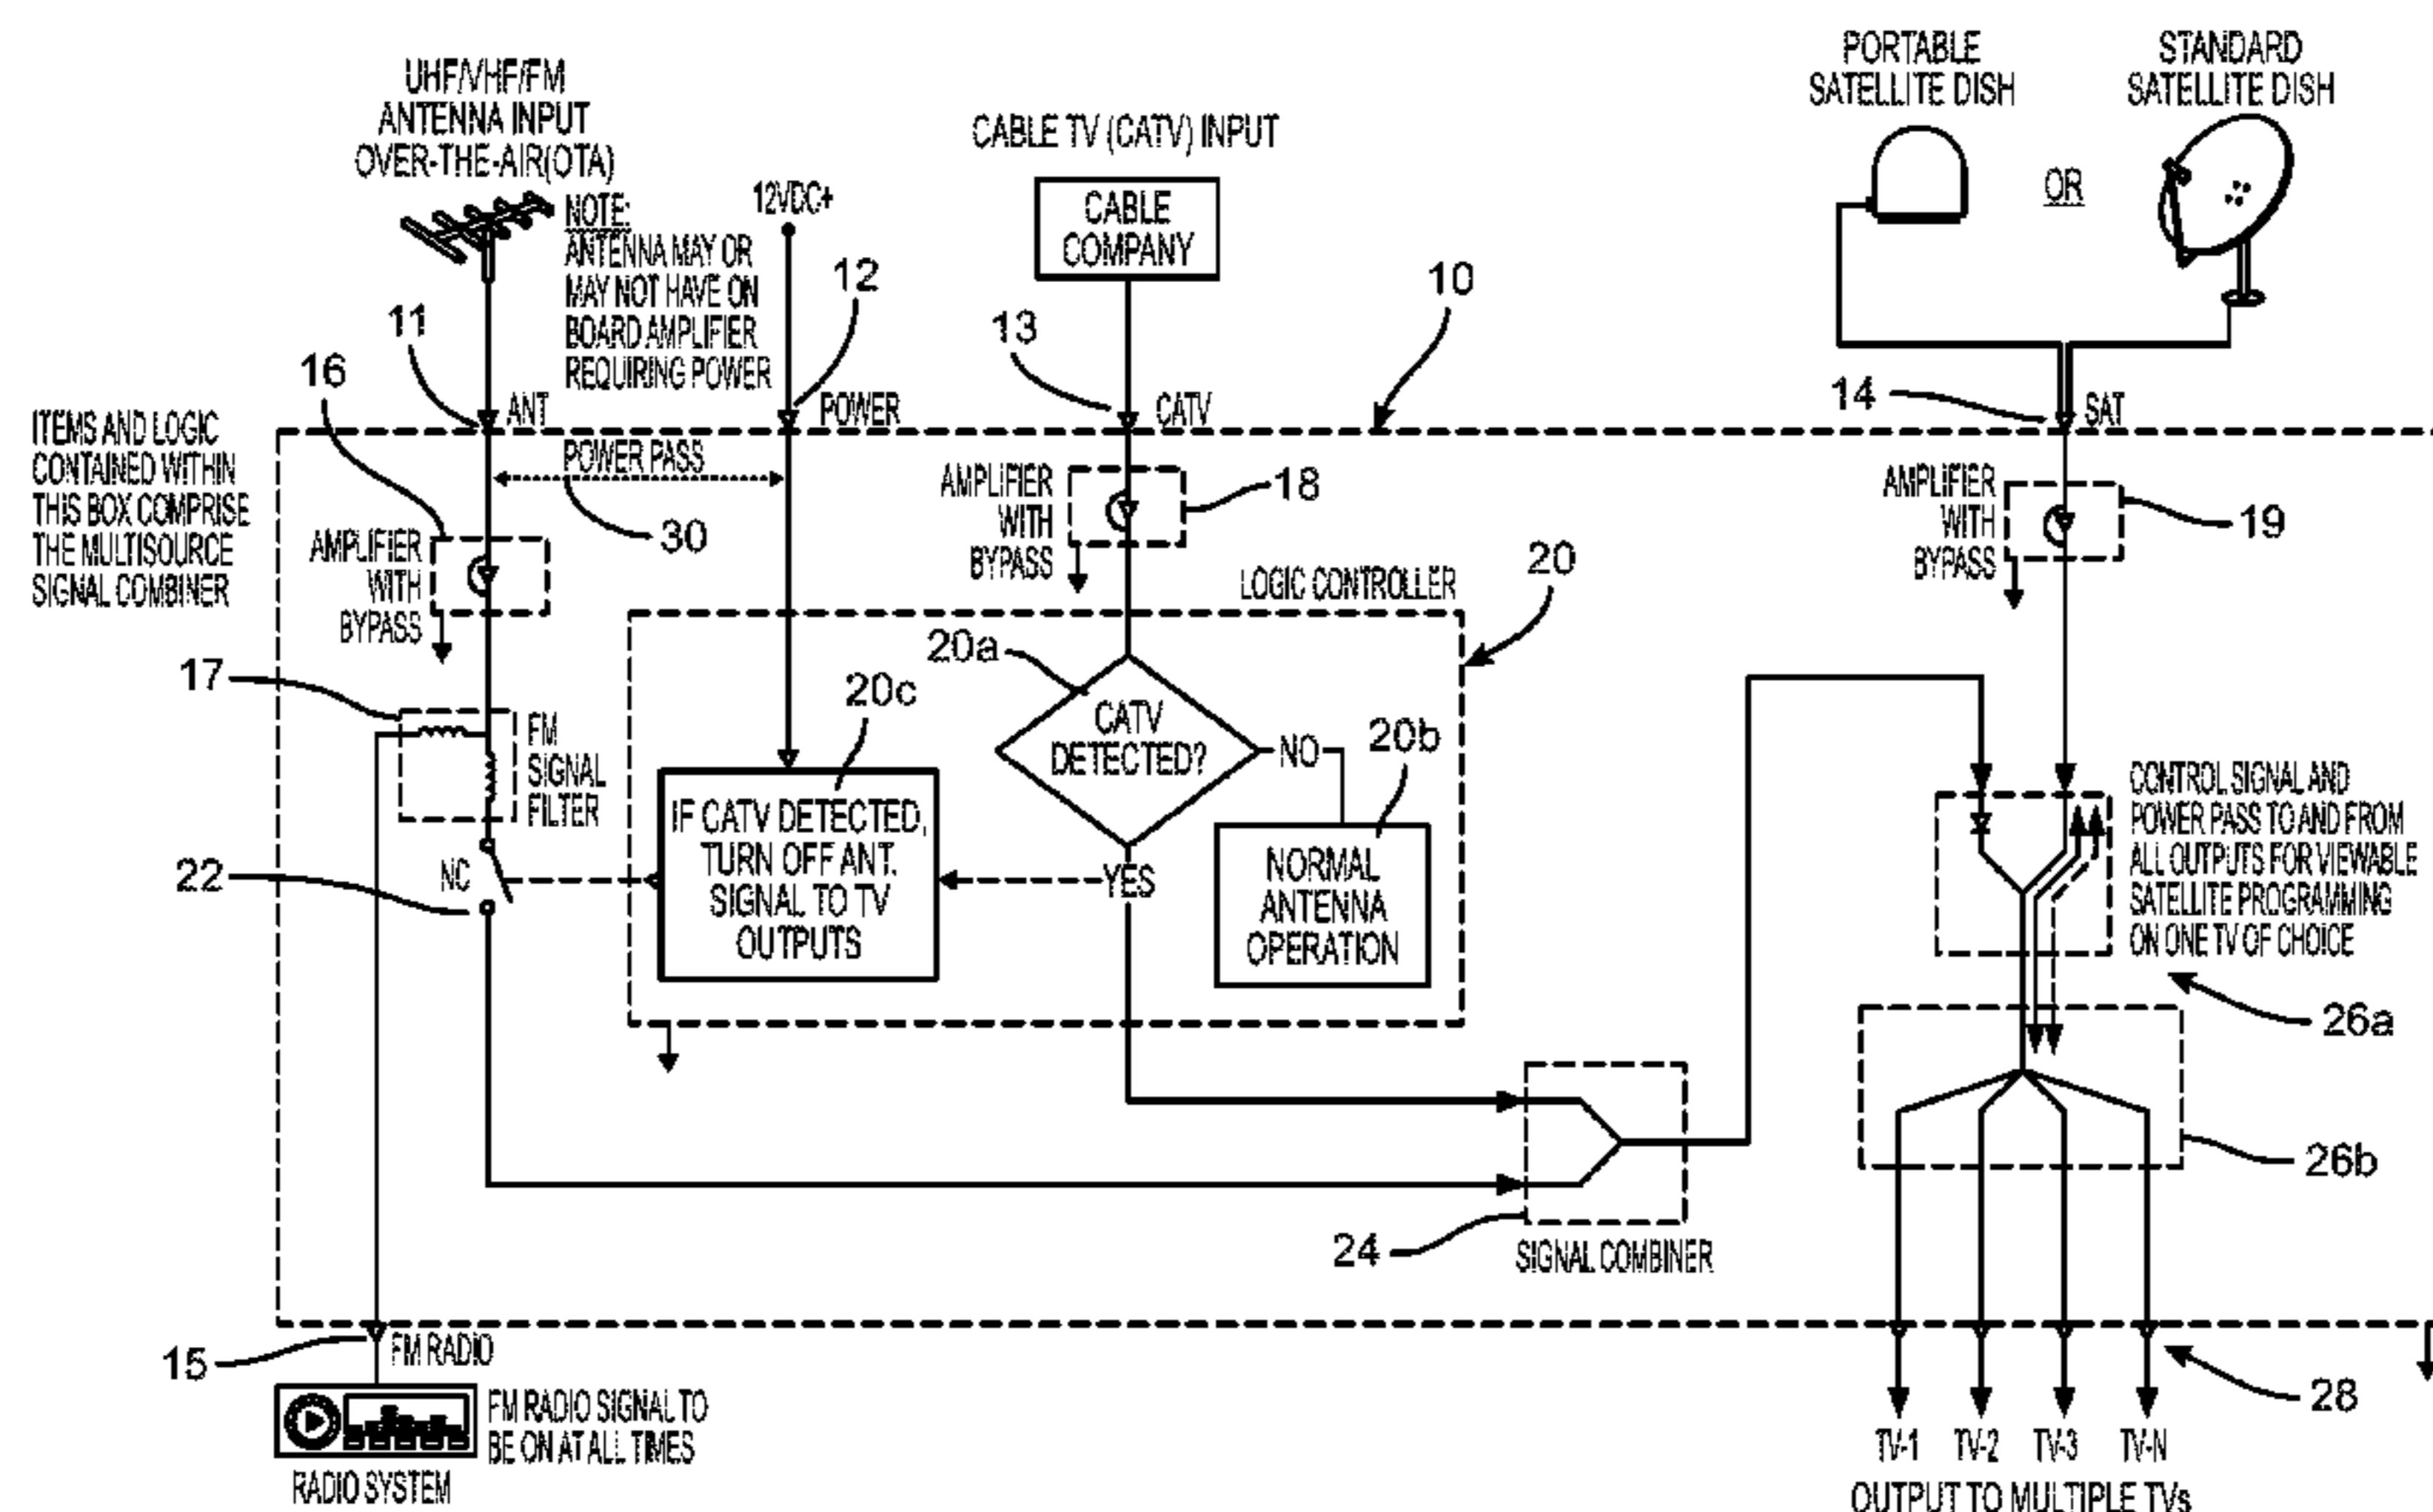 UHF/VHF/FM
ANTENNA INPUT
OVER-THE-AIR(OTA)
NOTE:
ANTENNA MAY OR
MAY NOT HAVE ON
BOARD AMPLIFIER
REQUIRING POWER
12VDC+
12
CABLE TV (CATV) INPUT
CABLE
COMPANY
PORTABLE
SATELLITE DISH
OR
STANDARD
SATELLITE DISH
10
11
13
14
16
ANT
POWER
CATV
SAT
ITEMS AND LOGIC
CONTAINED WITHIN
THIS BOX COMPRISE
THE MULTISOURCE
SIGNAL COMBINER
POWER PASS
30
AMPLIFIER
WITH
BYPASS
AMPLIFIER
WITH
BYPASS
18
AMPLIFIER
WITH
BYPASS
19
LOGIC CONTROLLER
20
17
FM
SIGNAL
FILTER
20a
CATV
DETECTED?
NO
20b
NORMAL
ANTENNA
OPERATION
20c
IF CATV DETECTED,
TURN OFF ANT.
SIGNAL TO TV
OUTPUTS
YES
22
NC
CONTROL SIGNAL AND
POWER PASS TO AND FROM
ALL OUTPUTS FOR VIEWABLE
SATELLITE PROGRAMMING
ON ONE TV OF CHOICE
26a
26b
24
SIGNAL COMBINER
15
FM RADIO
FM RADIO SIGNAL TO
BE ON AT ALL TIMES
RADIO SYSTEM
28
TV-1
TV-2
TV-3
TV-N
OUTPUT TO MULTIPLE TVs